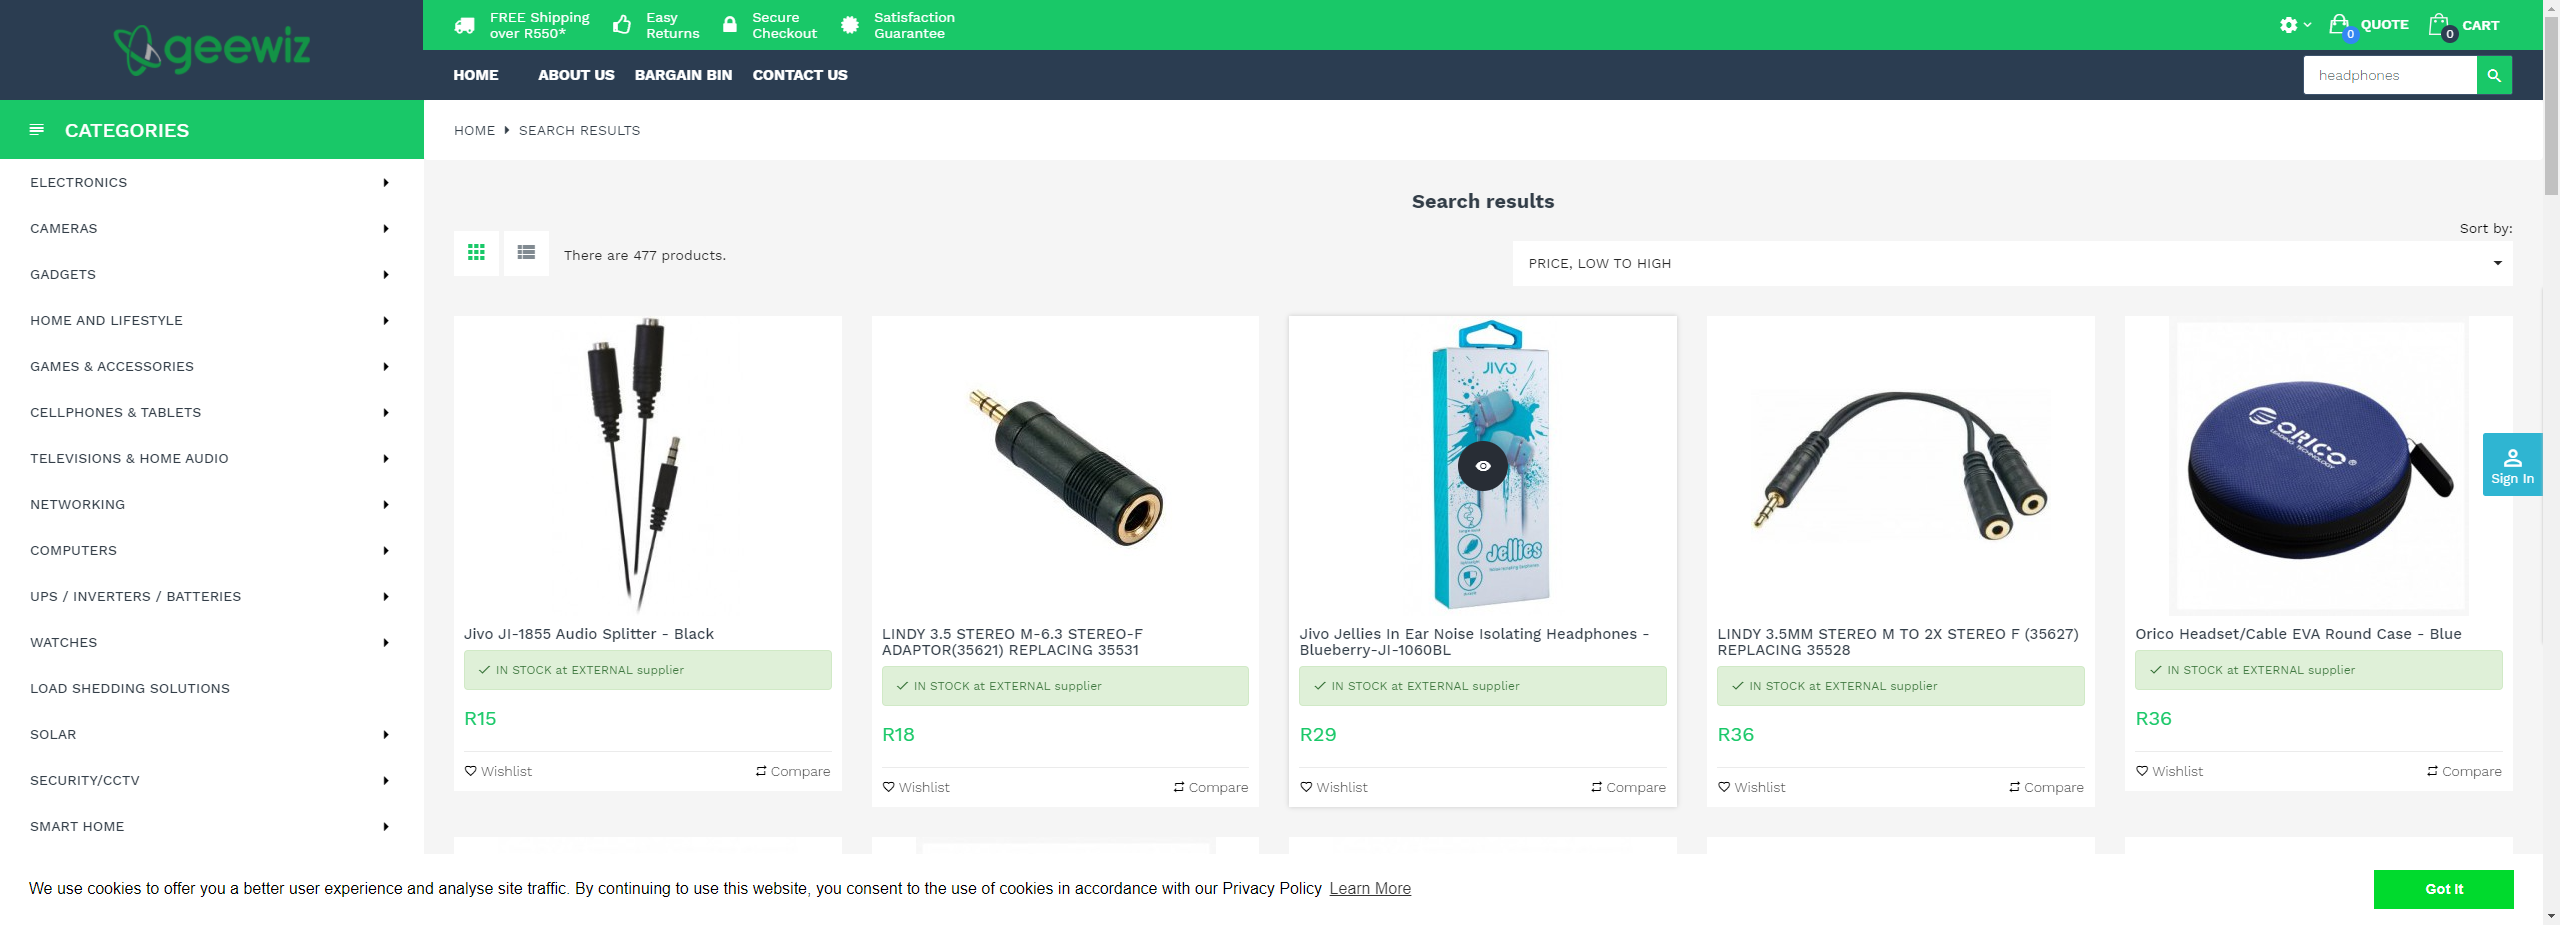 geewiz
FREE Shipping
over R550*
Easy
Returns
Secure
Checkout
Satisfaction
Guarantee
0
QUOTE
0
CART
HOME
ABOUT US
BARGAIN BIN
CONTACT US
headphones
CATEGORIES
HOME
SEARCH RESULTS
ELECTRONICS
CAMERAS
GADGETS
HOME AND LIFESTYLE
GAMES & ACCESSORIES
CELLPHONES & TABLETS
TELEVISIONS & HOME AUDIO
NETWORKING
COMPUTERS
UPS / INVERTERS / BATTERIES
WATCHES
LOAD SHEDDING SOLUTIONS
SOLAR
SECURITY/CCTV
SMART HOME
Search results
There are 477 products.
Sort by:
PRICE, LOW TO HIGH
Jivo JI-1855 Audio Splitter - Black
IN STOCK at EXTERNAL supplier
R15
Wishlist
Compare
LINDY 3.5 STEREO M-6.3 STEREO-F
ADAPTOR(35621) REPLACING 35531
IN STOCK at EXTERNAL supplier
R18
Wishlist
Compare
JIVO
Jellies
Jivo Jellies In Ear Noise Isolating Headphones -
Blueberry-JI-1060BL
IN STOCK at EXTERNAL supplier
R29
Wishlist
Compare
LINDY 3.5MM STEREO M TO 2X STEREO F (35627)
REPLACING 35528
IN STOCK at EXTERNAL supplier
R36
Wishlist
Compare
ORICO
LEADING TECHNOLOGY
Orico Headset/Cable EVA Round Case - Blue
IN STOCK at EXTERNAL supplier
R36
Wishlist
Compare
Sign In
We use cookies to offer you a better user experience and analyse site traffic. By continuing to use this website, you consent to the use of cookies in accordance with our Privacy Policy Learn More
Got It